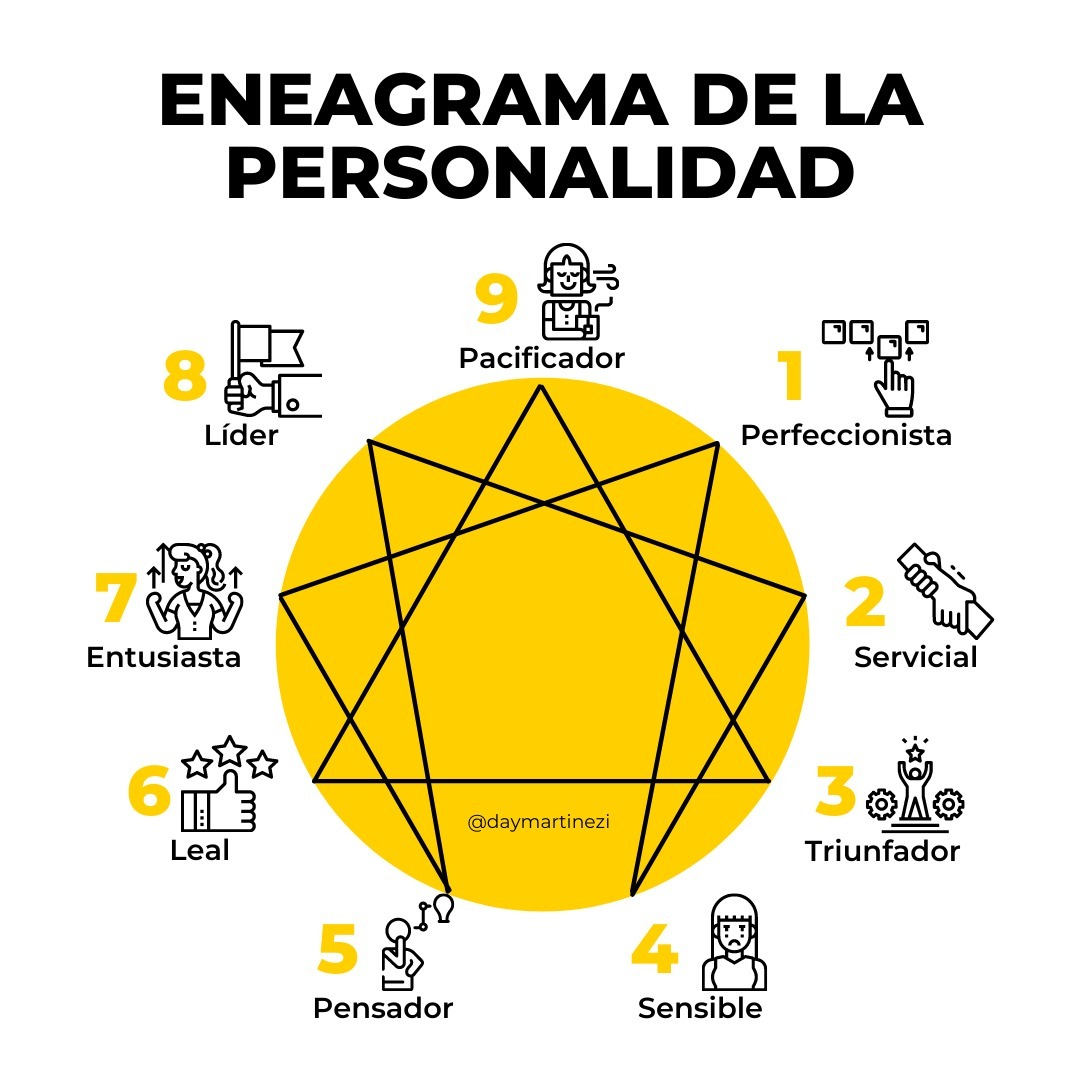 ENEAGRAMA DE LA
PERSONALIDAD
9
Pacificador
8
Líder
1
Perfeccionista
7
Entusiasta
2
Servicial
6
Leal
3
Triunfador
@daymartinezi
5
Pensador
4
Sensible